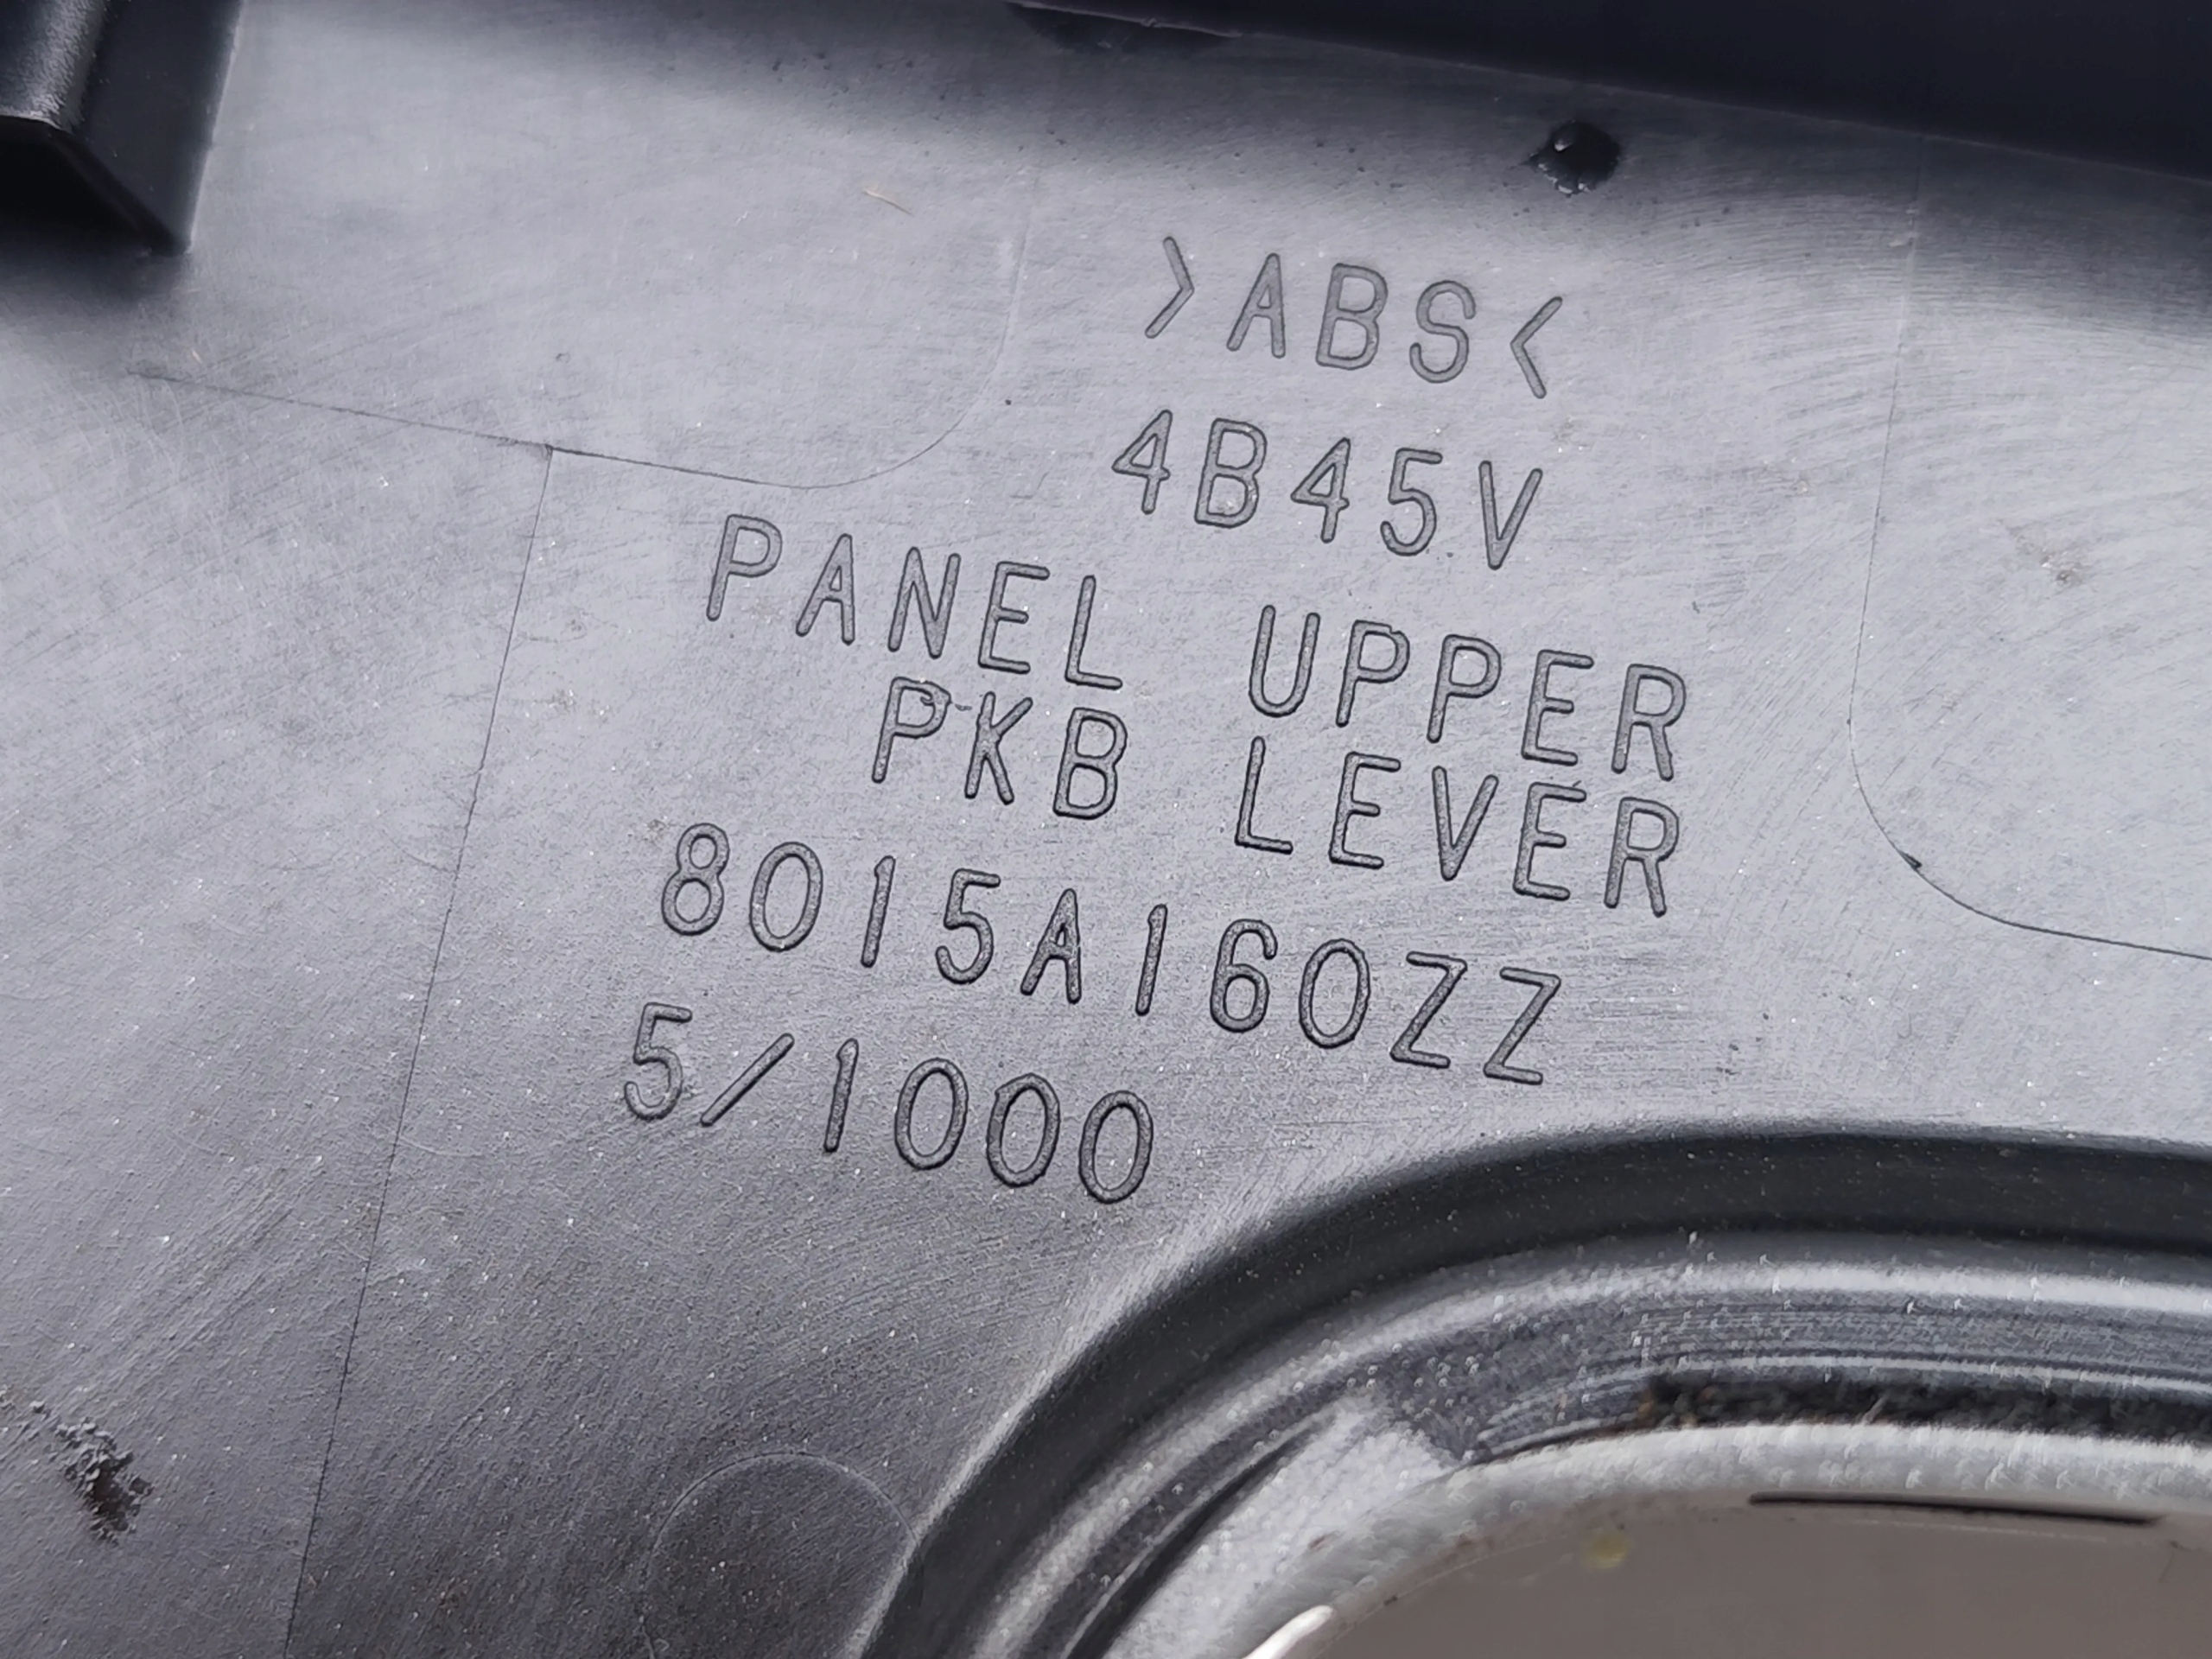 >ABS<
4B45V
PANEL UPPER
PKB LEVER
8015A160ZZ
5/1000